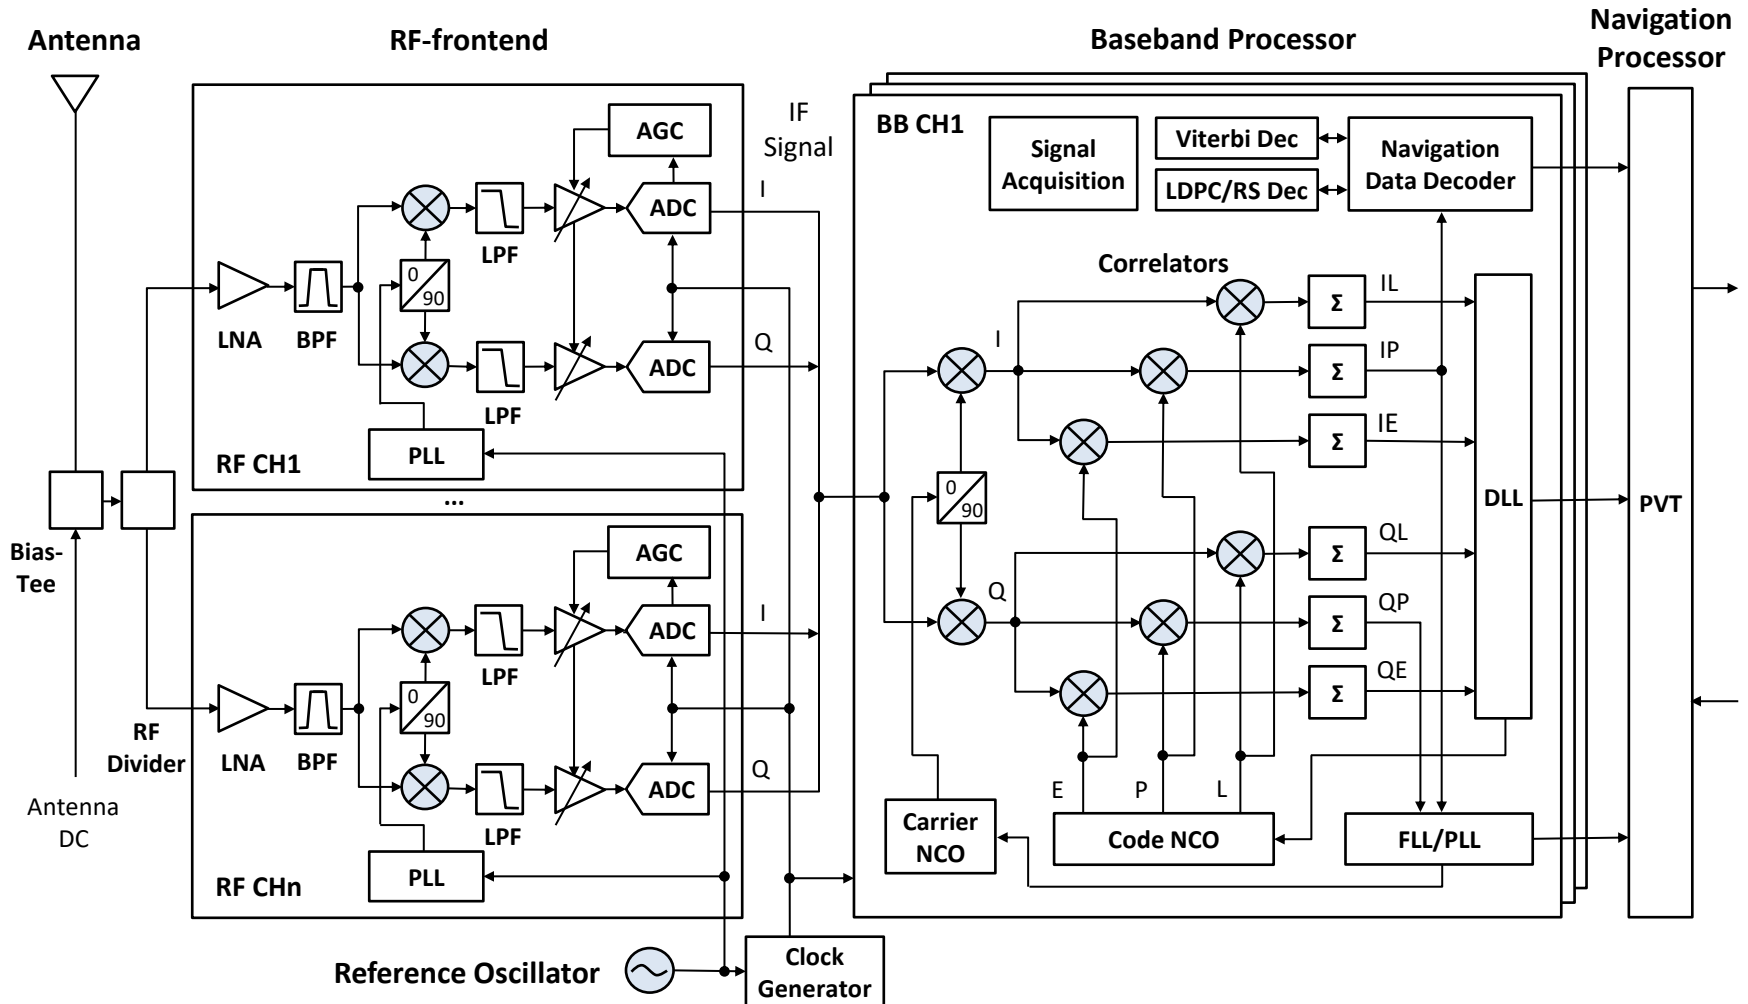 Antenna
RF-frontend
Baseband Processor
Navigation
Processor
AGC
IF
Signal
I
ADC
LPF
0
90
LNA
BPF
Q
ADC
LPF
PLL
RF CH1
...
Bias-
Tee
RF
Divider
Antenna
DC
AGC
I
ADC
LPF
0
90
LNA
BPF
Q
ADC
LPF
PLL
RF CHn
Reference Oscillator
Clock
Generator
BB CH1
Signal
Acquisition
Viterbi Dec
LDPC/RS Dec
Navigation
Data Decoder
Correlators
Σ
IL
I
Σ
IP
Σ
IE
0
90
DLL
PVT
Σ
QL
Q
Σ
QP
Σ
QE
E
P
L
Carrier
NCO
Code NCO
FLL/PLL